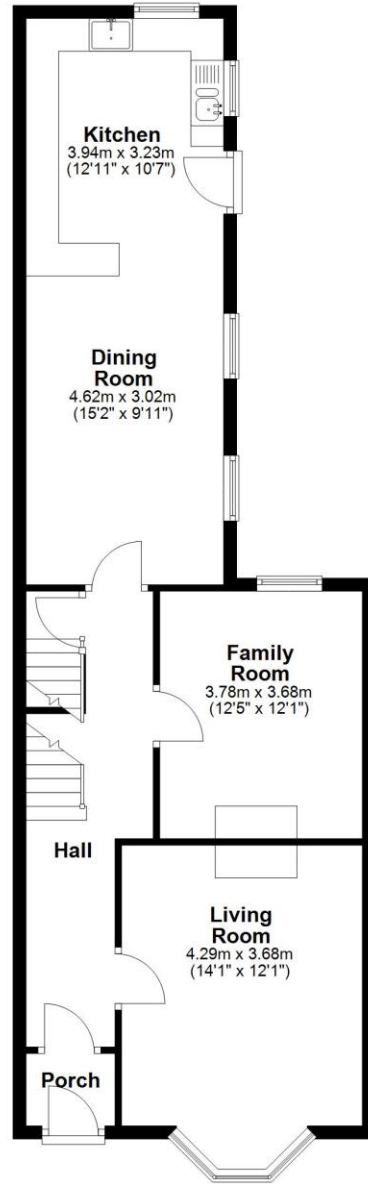 Kitchen
3.94m x 3.23m
(12'11" x 10'7")
Dining
Room
4.62m x 3.02m
(15'2" x 9'11")
Family
Room
3.78m x 3.68m
(12'5" x 12'1")
Hall
Living
Room
4.29m x 3.68m
(14'1" x 12'1")
Porch